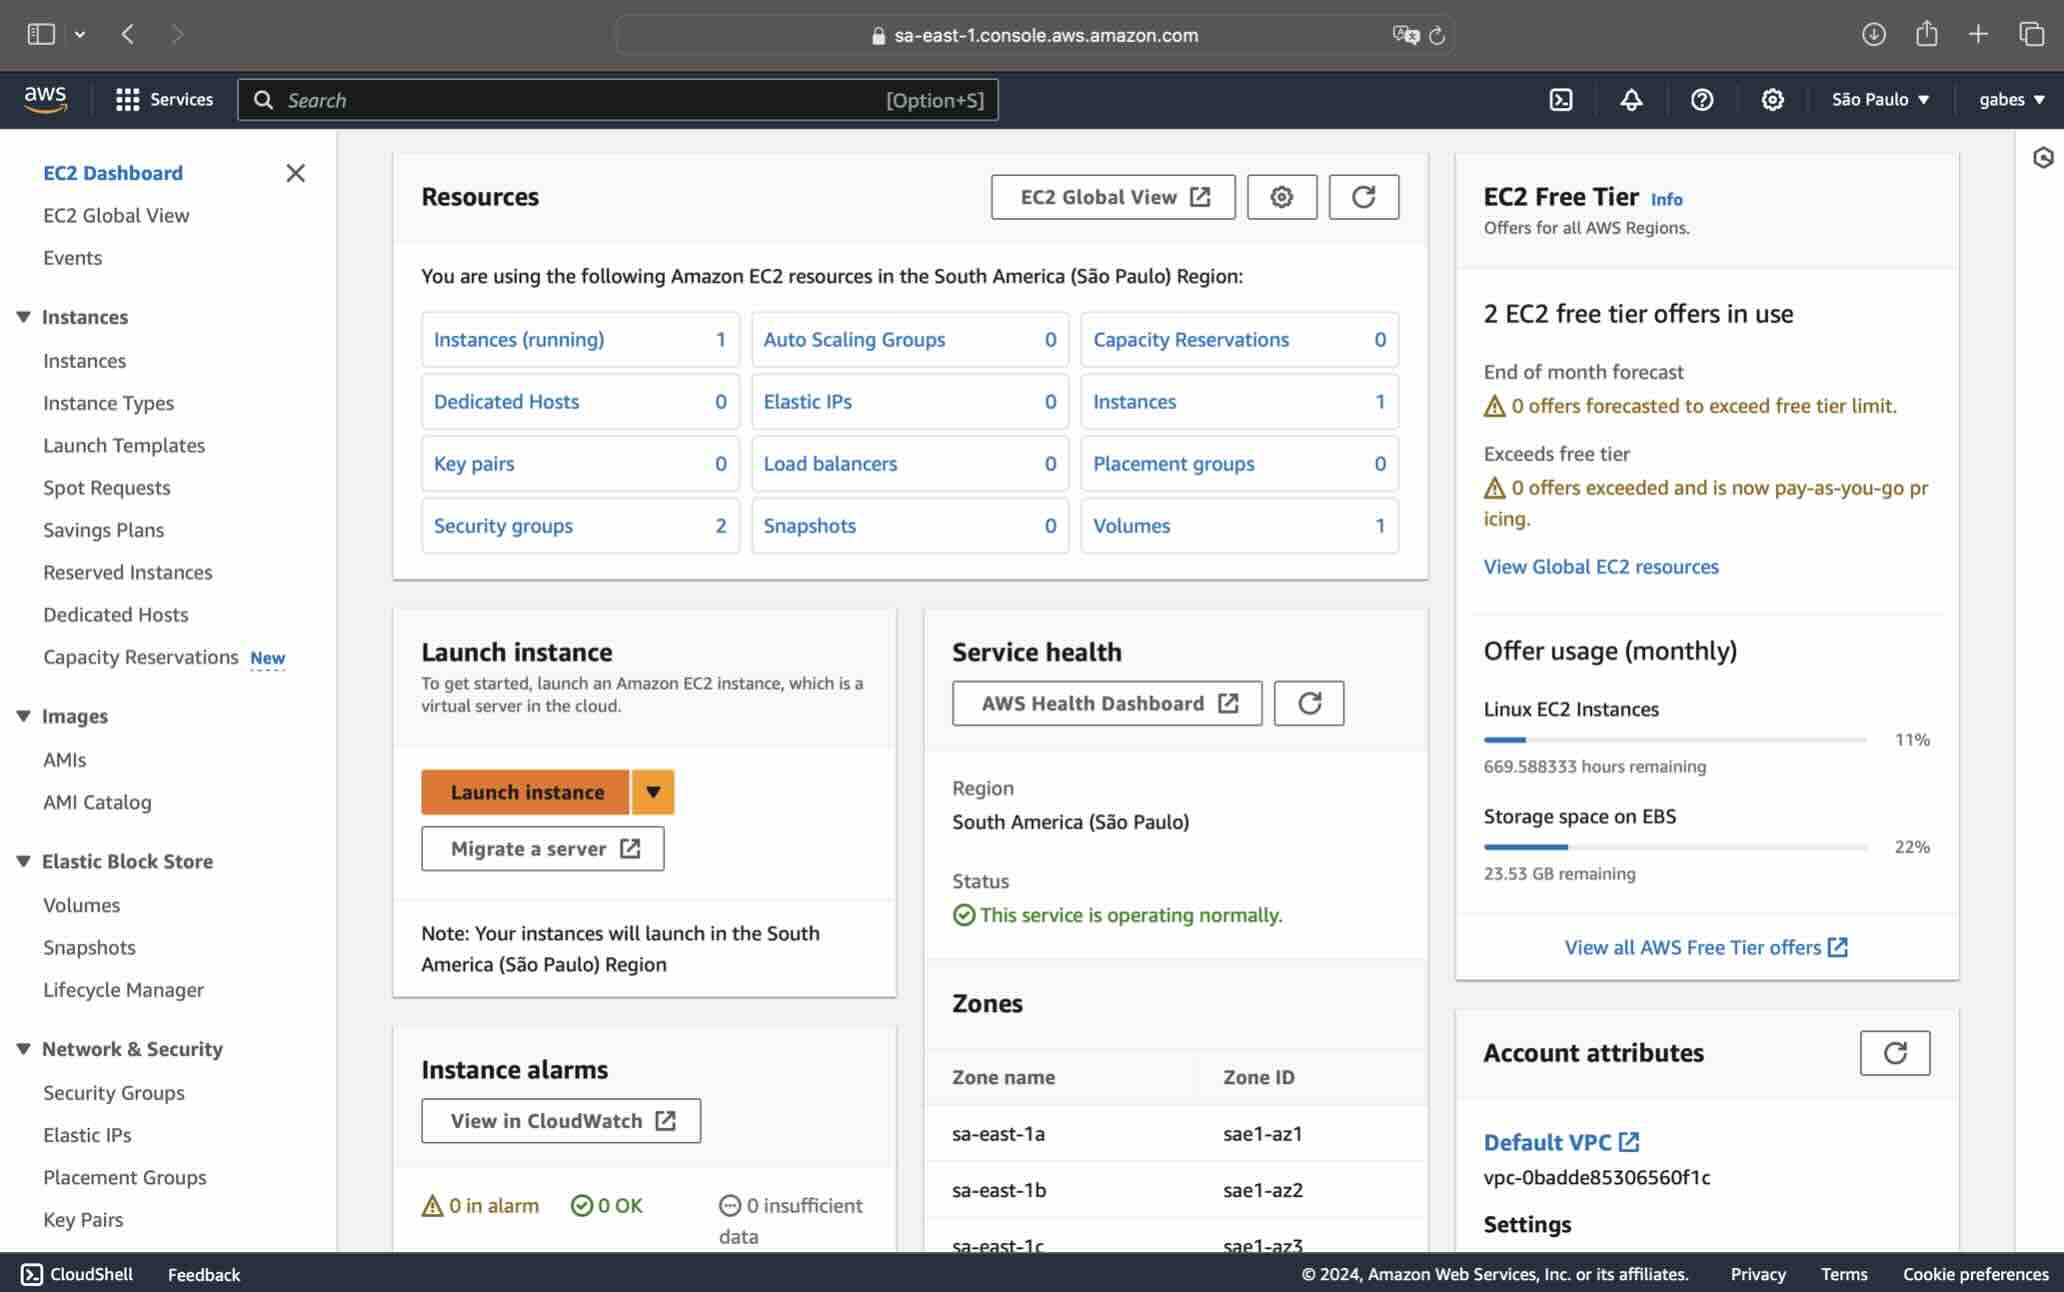 sa-east-1.console.aws.amazon.com
aws
Services
Search
[Option+S]
São Paulo
gabes
EC2 Dashboard
EC2 Global View
Events
Instances
Instances
Instance Types
Launch Templates
Spot Requests
Savings Plans
Reserved Instances
Dedicated Hosts
Capacity Reservations New
Images
AMIs
AMI Catalog
Elastic Block Store
Volumes
Snapshots
Lifecycle Manager
Network & Security
Security Groups
Elastic IPs
Placement Groups
Key Pairs
Resources
EC2 Global View
You are using the following Amazon EC2 resources in the South America (São Paulo) Region:
Instances (running) 1
Auto Scaling Groups 0
Capacity Reservations 0
Dedicated Hosts 0
Elastic IPs 0
Instances 1
Key pairs 0
Load balancers 0
Placement groups 0
Security groups 2
Snapshots 0
Volumes 1
Launch instance
To get started, launch an Amazon EC2 instance, which is a
virtual server in the cloud.
Launch instance
Migrate a server
Note: Your instances will launch in the South
America (São Paulo) Region
Instance alarms
View in CloudWatch
0 in alarm
0 OK
0 insufficient
data
Service health
AWS Health Dashboard
Region
South America (São Paulo)
Status
This service is operating normally.
Zones
Zone name Zone ID
sa-east-1a sae1-az1
sa-east-1b sae1-az2
sa-east-1c sae1-az3
EC2 Free Tier Info
Offers for all AWS Regions.
2 EC2 free tier offers in use
End of month forecast
0 offers forecasted to exceed free tier limit.
Exceeds free tier
0 offers exceeded and is now pay-as-you-go pr
icing.
View Global EC2 resources
Offer usage (monthly)
Linux EC2 Instances
11%
669.588333 hours remaining
Storage space on EBS
22%
23.53 GB remaining
View all AWS Free Tier offers
Account attributes
Default VPC
vpc-0badde85306560f1c
Settings
CloudShell
Feedback
© 2024, Amazon Web Services, Inc. or its affiliates.
Privacy
Terms
Cookie preferences